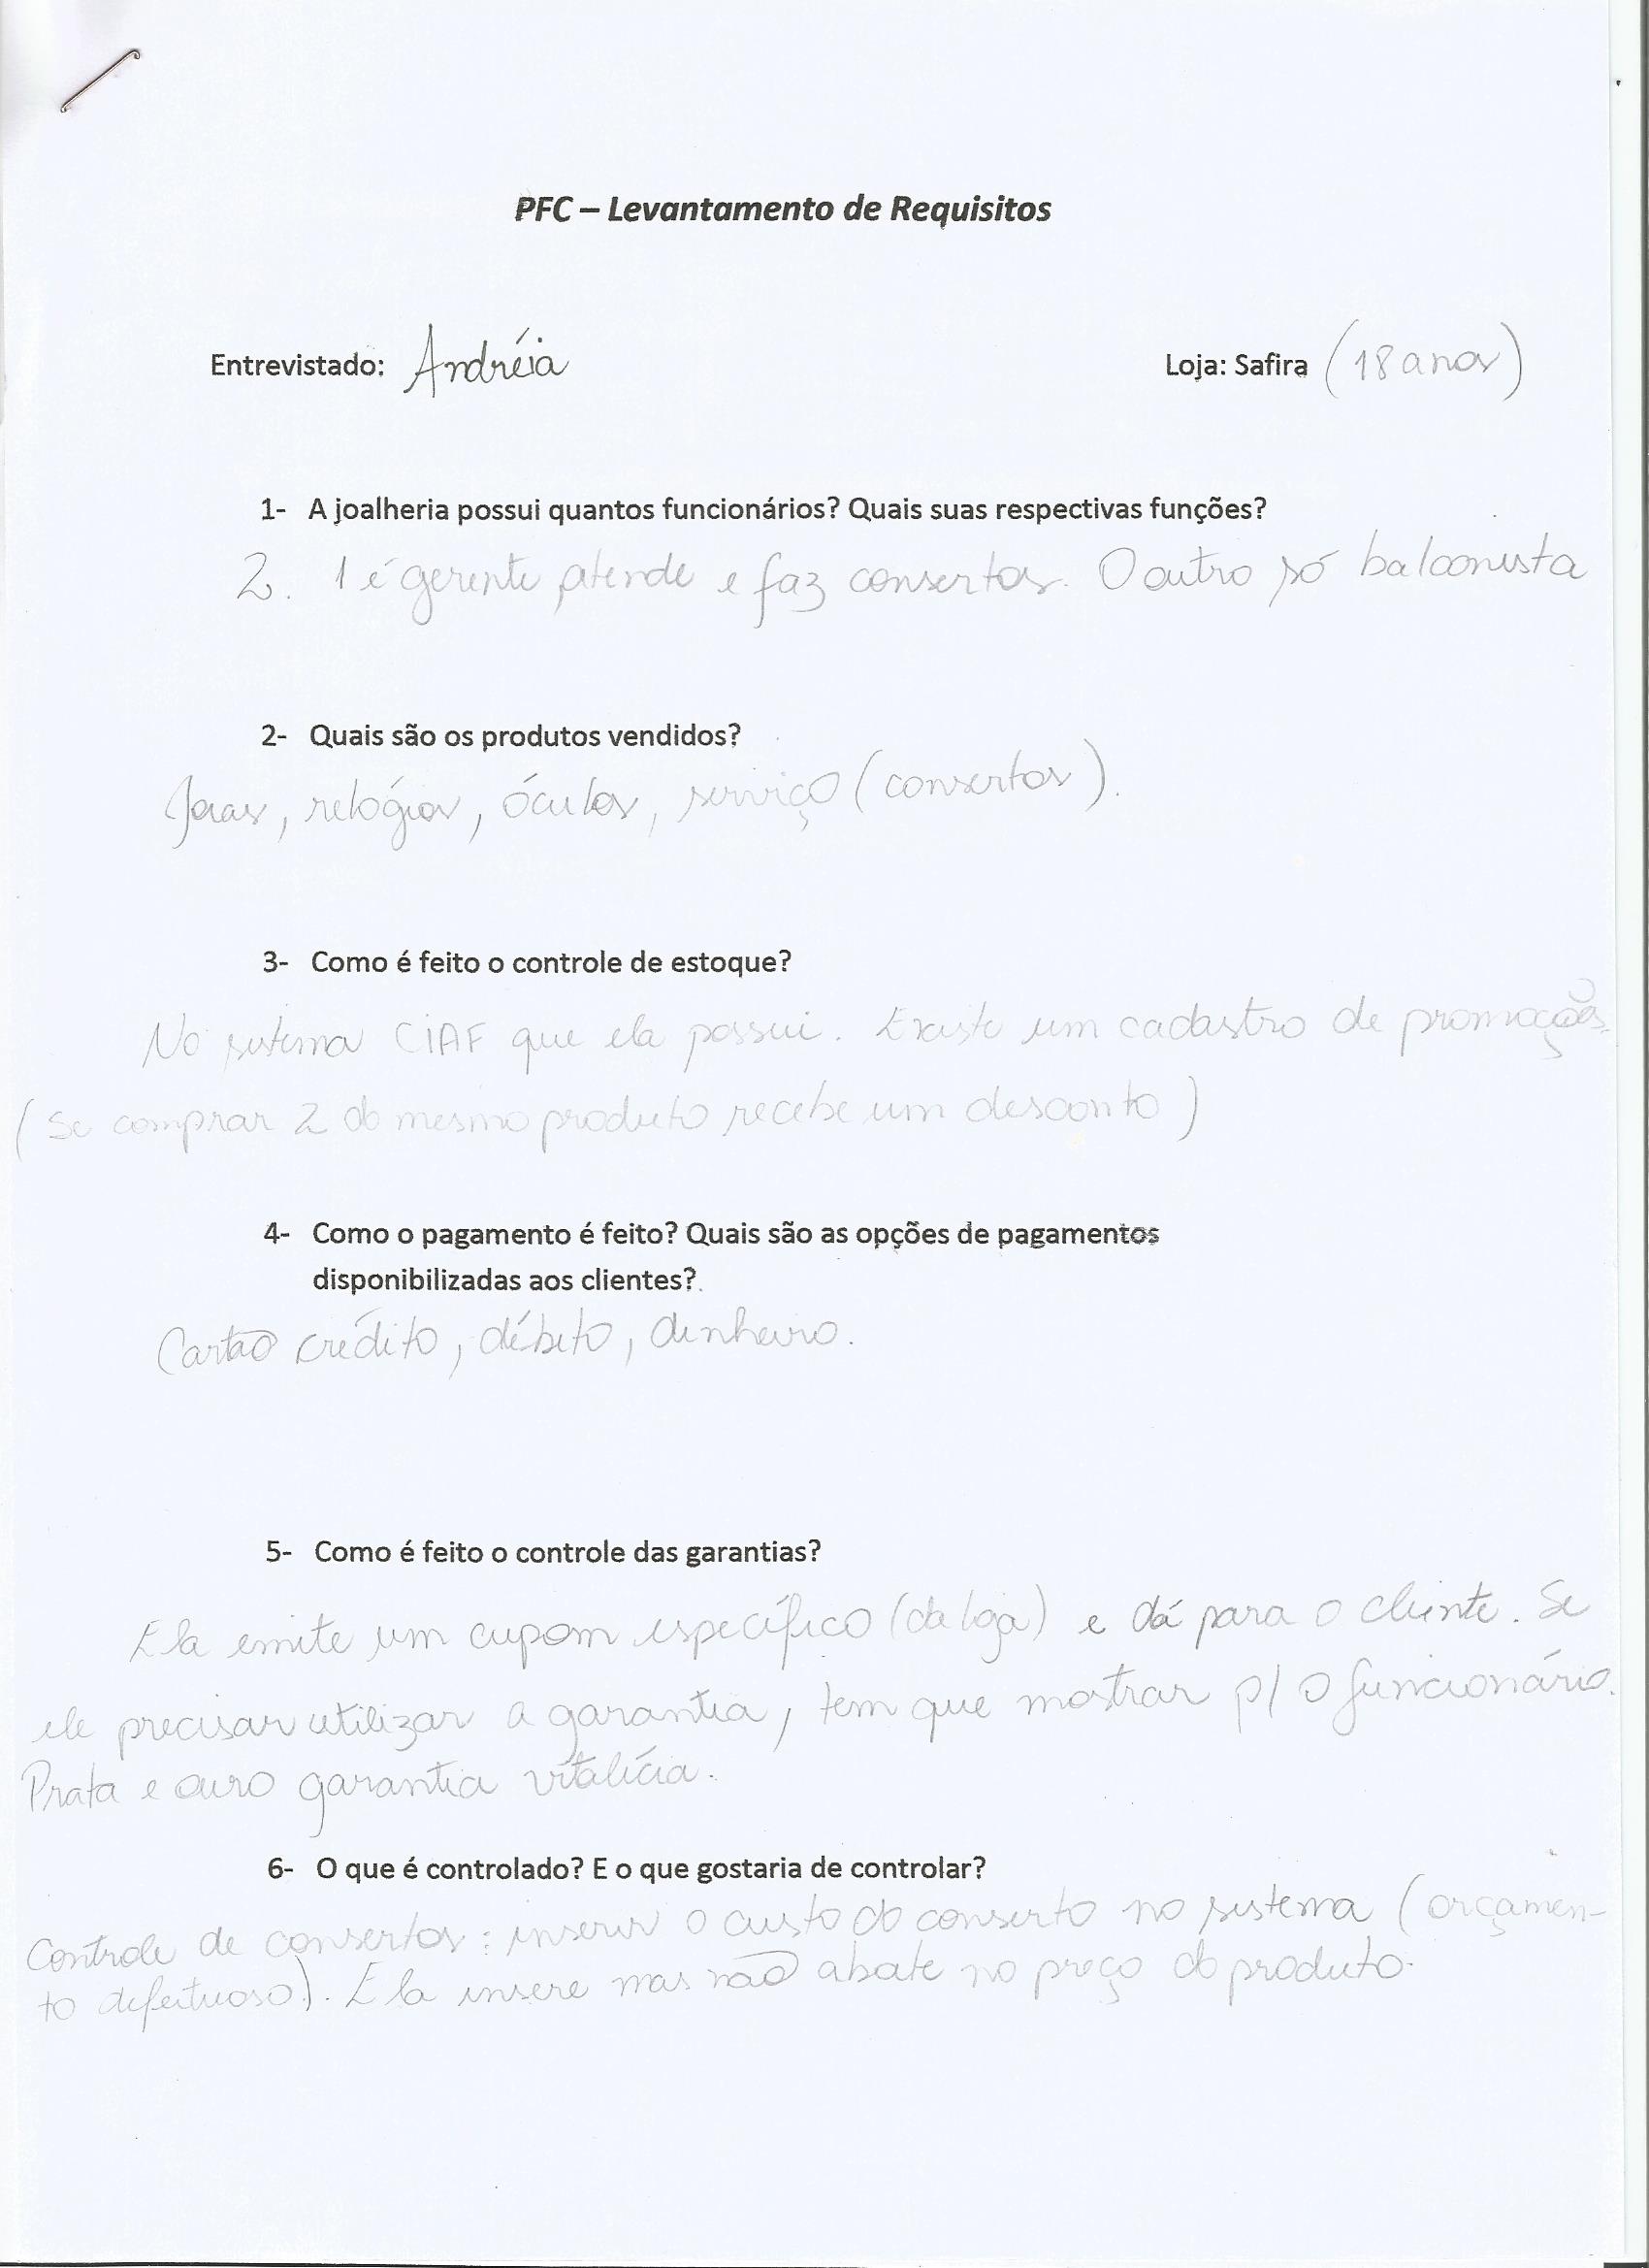 PFC – Levantamento de Requisitos
Entrevistado: Andréia Loja: Safira (18 anos)
1- A joalheria possui quantos funcionários? Quais suas respectivas funções?
2. 1 é gerente atende e faz consertos. O outro só balconista
2- Quais são os produtos vendidos?
Joias, relógios, óculos, serviço (consertos).
3- Como é feito o controle de estoque?
No sistema CIAF que ela possui. Existe um cadastro de promoções.
(Se comprar 2 do mesmo produto recebe um desconto)
4- Como o pagamento é feito? Quais são as opções de pagamentos
disponibilizadas aos clientes?
Cartão crédito, débito, dinheiro.
5- Como é feito o controle das garantias?
Ela emite um cupom específico (da loja) e dá para o cliente. Se
ele precisar utilizar a garantia, tem que mostrar p/ o funcionário.
Prata e ouro garantia vitalícia.
6- O que é controlado? E o que gostaria de controlar?
Controle de consertos: inserir o custo do conserto no sistema (orçamen-
to defeituoso). Ela insere mas não abate no preço do produto.